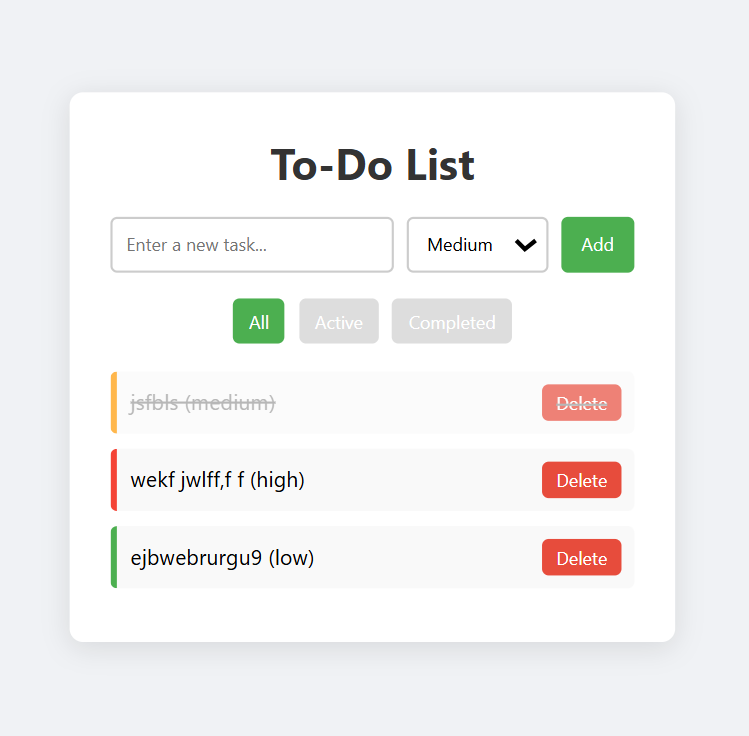 To-Do List
Enter a new task... Medium Add
All Active Completed
jsfbls (medium) Delete
wekf jwlff,f f (high) Delete
ejbwebrurgu9 (low) Delete